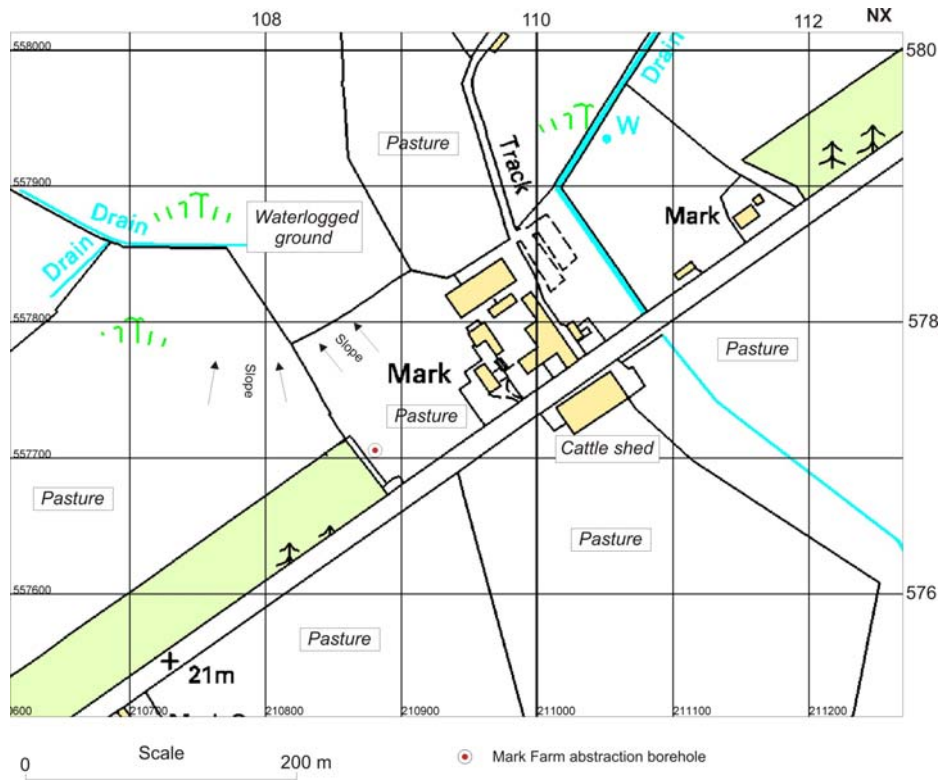 108 110 112 NX
558000 580
Drain
W
Pasture
Track
557900
Drain
Waterlogged
ground
Mark
Drain
557800 578
Slope
Slope
Pasture
Mark
Pasture
557700
Cattle shed
Pasture
Pasture
557600 576
Pasture
21m
210700 210800 210900 211000 211100 211200
Scale
0 200 m
Mark Farm abstraction borehole